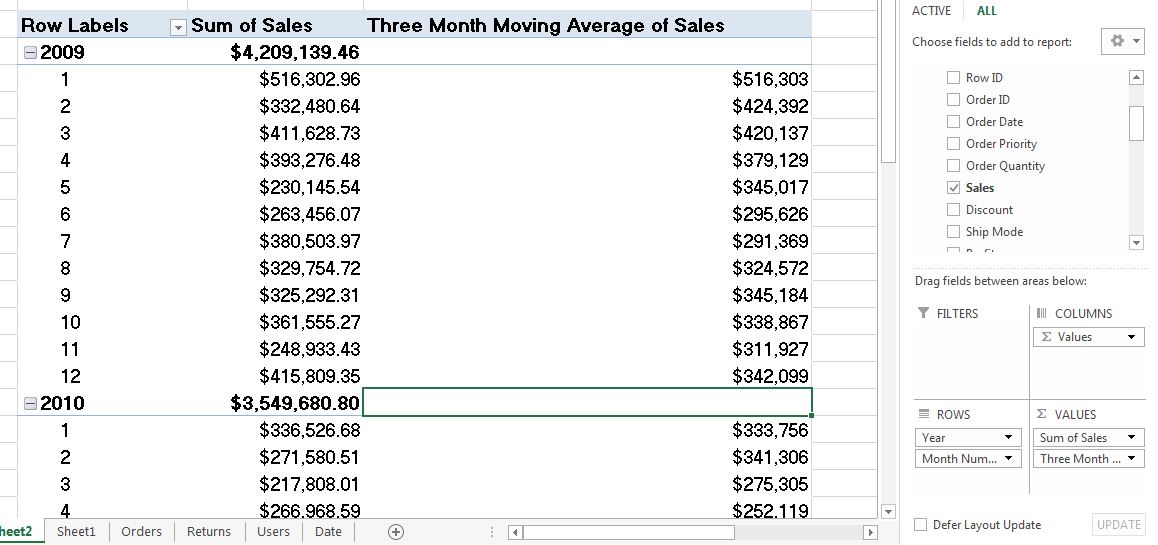 Row Labels Sum of Sales Three Month Moving Average of Sales
2009 $4,209,139.46
1 $516,302.96 $516,303
2 $332,480.64 $424,392
3 $411,628.73 $420,137
4 $393,276.48 $379,129
5 $230,145.54 $345,017
6 $263,456.07 $295,626
7 $380,503.97 $291,369
8 $329,754.72 $324,572
9 $325,292.31 $345,184
10 $361,555.27 $338,867
11 $248,933.43 $311,927
12 $415,809.35 $342,099
2010 $3,549,680.80
1 $336,526.68 $333,756
2 $271,580.51 $341,306
3 $217,808.01 $275,305
4 $266,968.59 $252,119
heet2 Sheet1 Orders Returns Users Date
ACTIVE ALL
Choose fields to add to report:
Row ID
Order ID
Order Date
Order Priority
Order Quantity
Sales
Discount
Ship Mode
Drag fields between areas below:
FILTERS COLUMNS
Σ Values
ROWS Σ VALUES
Year Sum of Sales
Month Num... Three Month ...
Defer Layout Update UPDATE